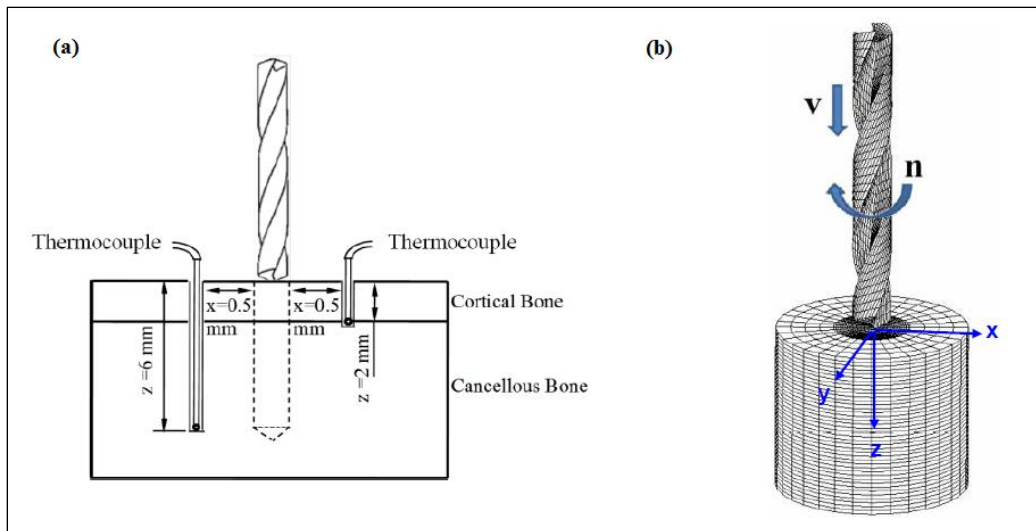 (a)
Thermocouple
Thermocouple
x=0.5
mm
x=0.5
mm
Cortical Bone
z =6 mm
z =2 mm
Cancellous Bone
(b)
v
n
x
y
z